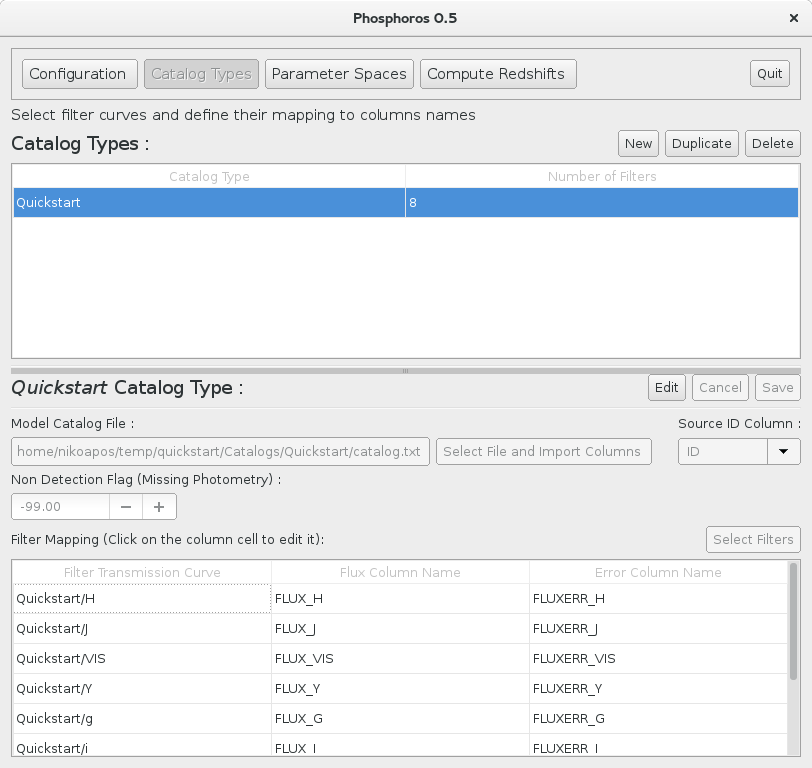 Phosphoros 0.5
Configuration Catalog Types Parameter Spaces Compute Redshifts Quit
Select filter curves and define their mapping to columns names
Catalog Types : New Duplicate Delete
Catalog Type Number of Filters
Quickstart 8
Quickstart Catalog Type : Edit Cancel Save
Model Catalog File : Source ID Column :
home/nikoapos/temp/quickstart/Catalogs/Quickstart/catalog.txt Select File and Import Columns ID
Non Detection Flag (Missing Photometry) :
-99.00 − +
Filter Mapping (Click on the column cell to edit it): Select Filters
Filter Transmission Curve Flux Column Name Error Column Name
Quickstart/H FLUX_H FLUXERR_H
Quickstart/J FLUX_J FLUXERR_J
Quickstart/VIS FLUX_VIS FLUXERR_VIS
Quickstart/Y FLUX_Y FLUXERR_Y
Quickstart/g FLUX_G FLUXERR_G
Quickstart/i FLUX_I FLUXERR_I